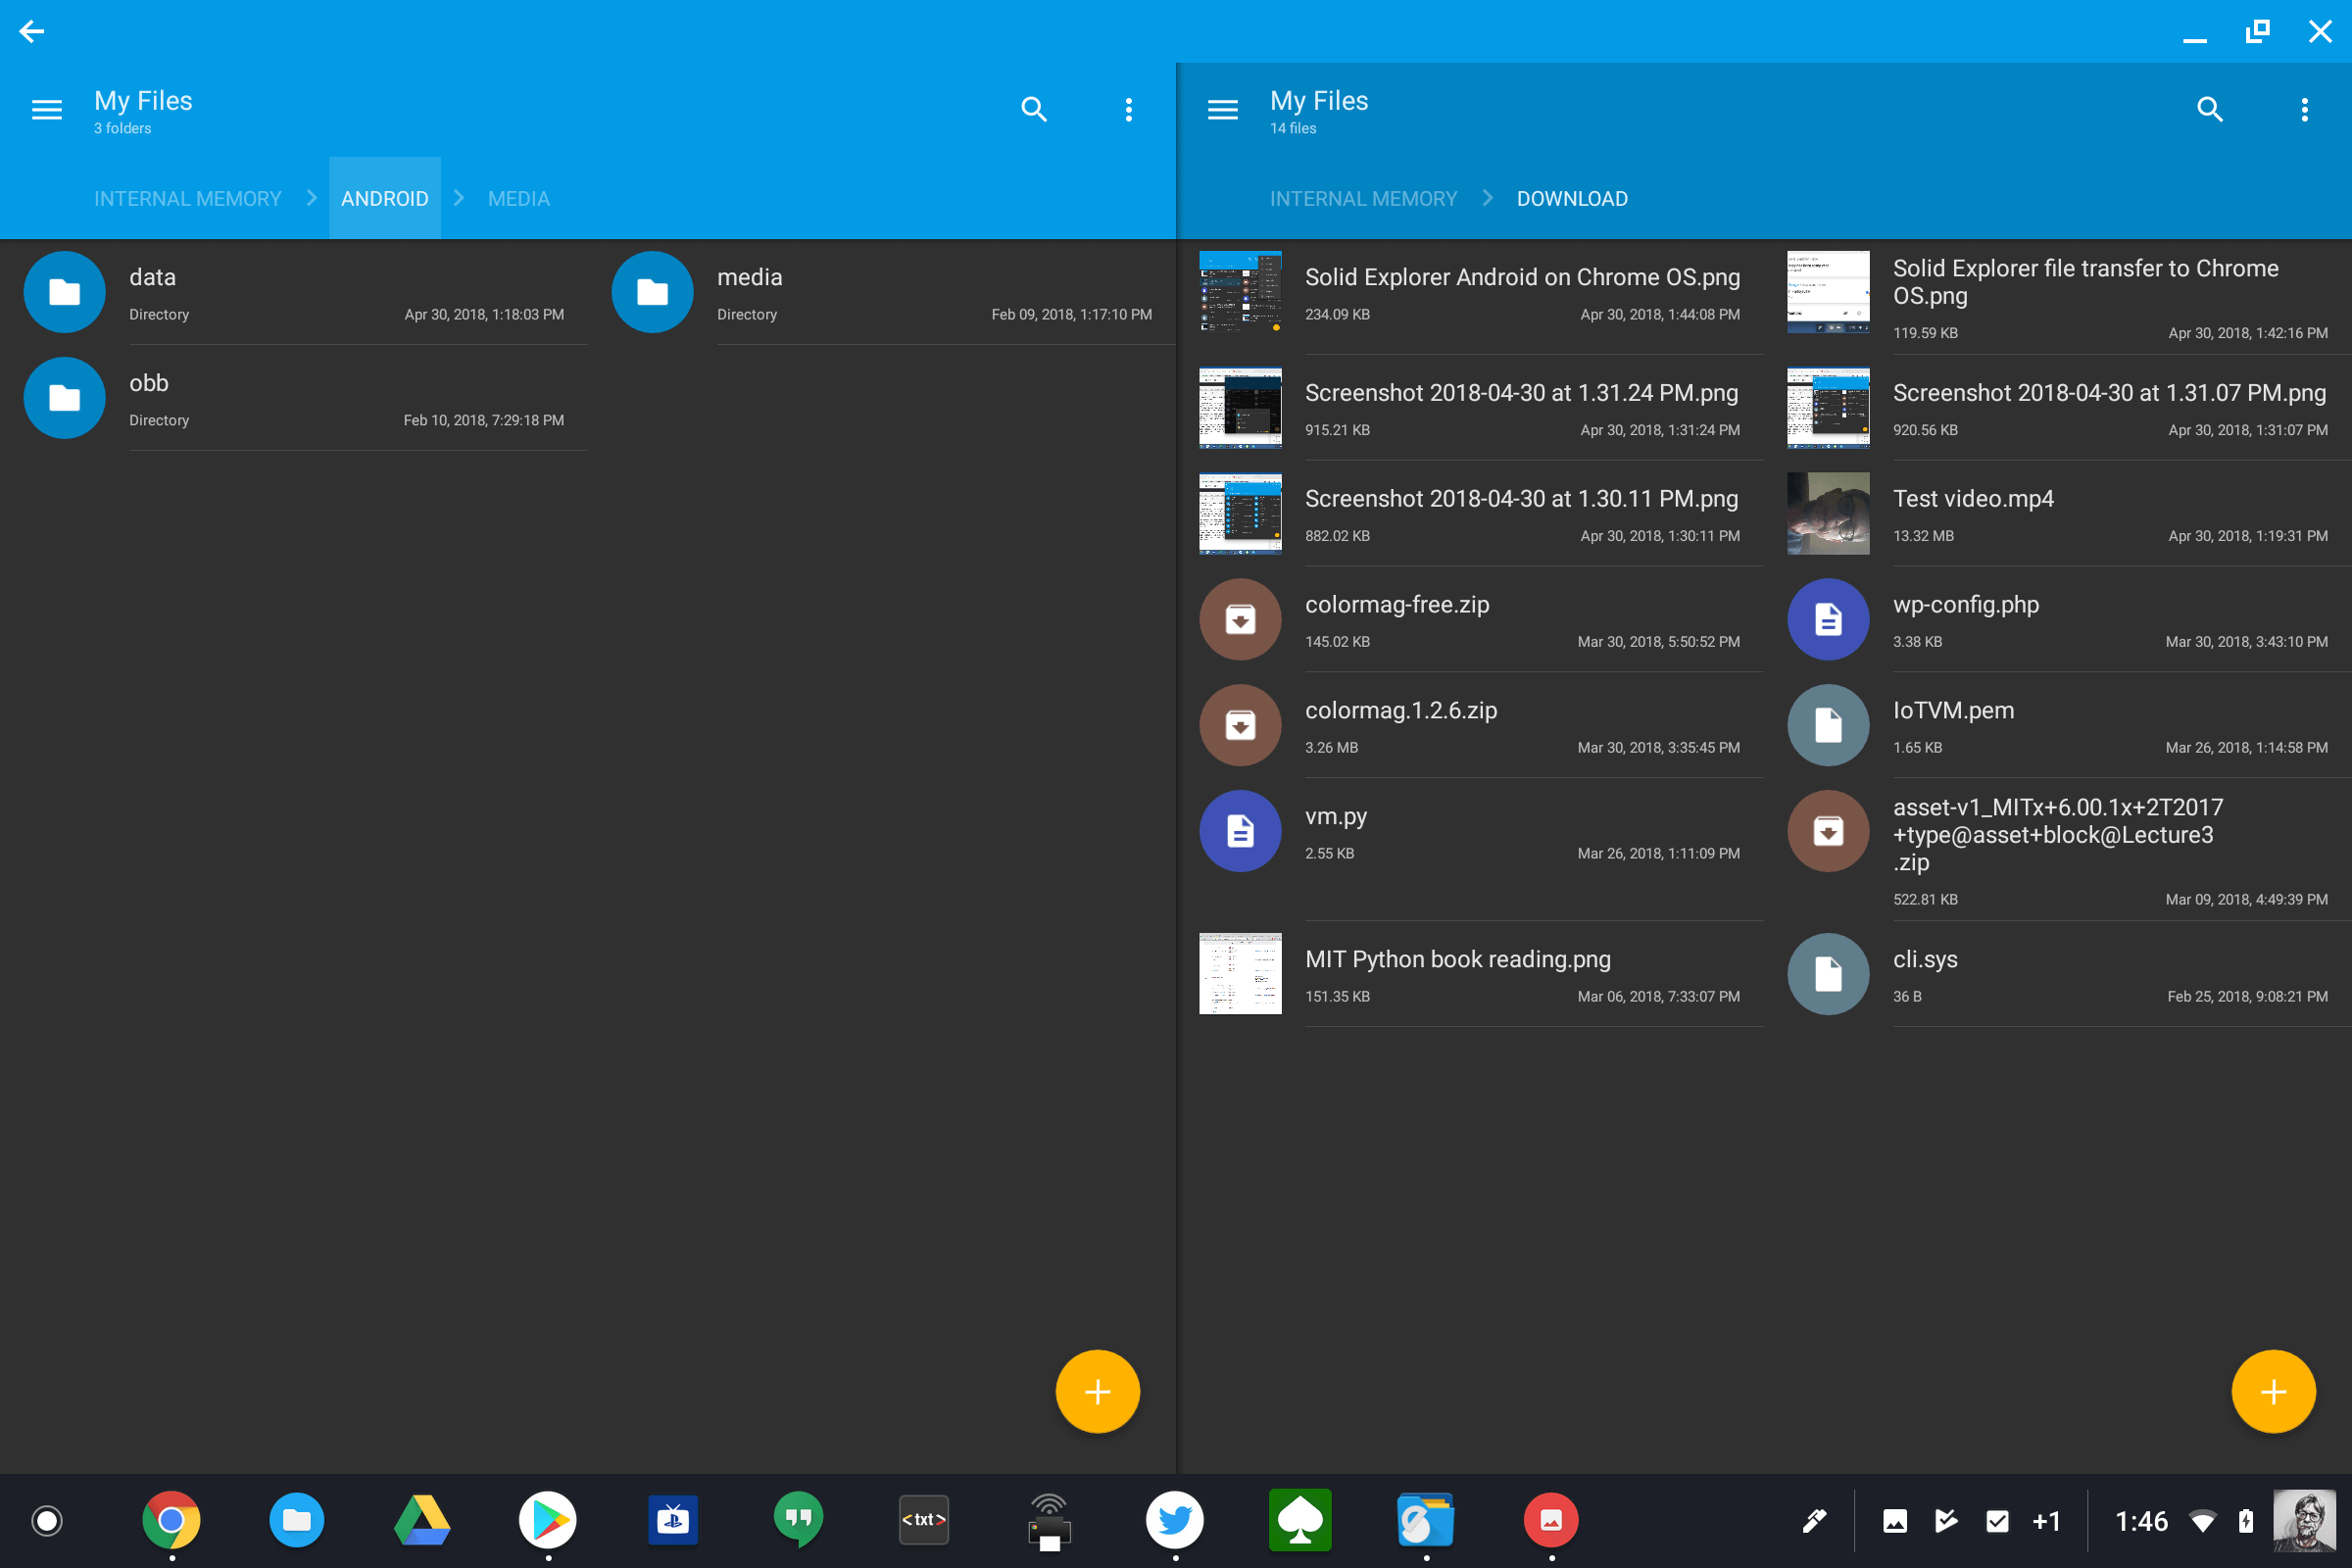 My Files
3 folders
INTERNAL MEMORY
ANDROID
MEDIA
data
Directory
Apr 30, 2018, 1:18:03 PM
media
Directory
Feb 09, 2018, 1:17:10 PM
obb
Directory
Feb 10, 2018, 7:29:18 PM
My Files
14 files
INTERNAL MEMORY
DOWNLOAD
Solid Explorer Android on Chrome OS.png
234.09 KB
Apr 30, 2018, 1:44:08 PM
Solid Explorer file transfer to Chrome
OS.png
119.59 KB
Apr 30, 2018, 1:42:16 PM
Screenshot 2018-04-30 at 1.31.24 PM.png
915.21 KB
Apr 30, 2018, 1:31:24 PM
Screenshot 2018-04-30 at 1.31.07 PM.png
920.56 KB
Apr 30, 2018, 1:31:07 PM
Screenshot 2018-04-30 at 1.30.11 PM.png
882.02 KB
Apr 30, 2018, 1:30:11 PM
Test video.mp4
13.32 MB
Apr 30, 2018, 1:19:31 PM
colormag-free.zip
145.02 KB
Mar 30, 2018, 5:50:52 PM
wp-config.php
3.38 KB
Mar 30, 2018, 3:43:10 PM
colormag.1.2.6.zip
3.26 MB
Mar 30, 2018, 3:35:45 PM
IoTVM.pem
1.65 KB
Mar 26, 2018, 1:14:58 PM
vm.py
2.55 KB
Mar 26, 2018, 1:11:09 PM
asset-v1_MITx+6.00.1x+2T2017
+type@asset+block@Lecture3
.zip
522.81 KB
Mar 09, 2018, 4:49:39 PM
MIT Python book reading.png
151.35 KB
Mar 06, 2018, 7:33:07 PM
cli.sys
36 B
Feb 25, 2018, 9:08:21 PM
<txt>
+1
1:46